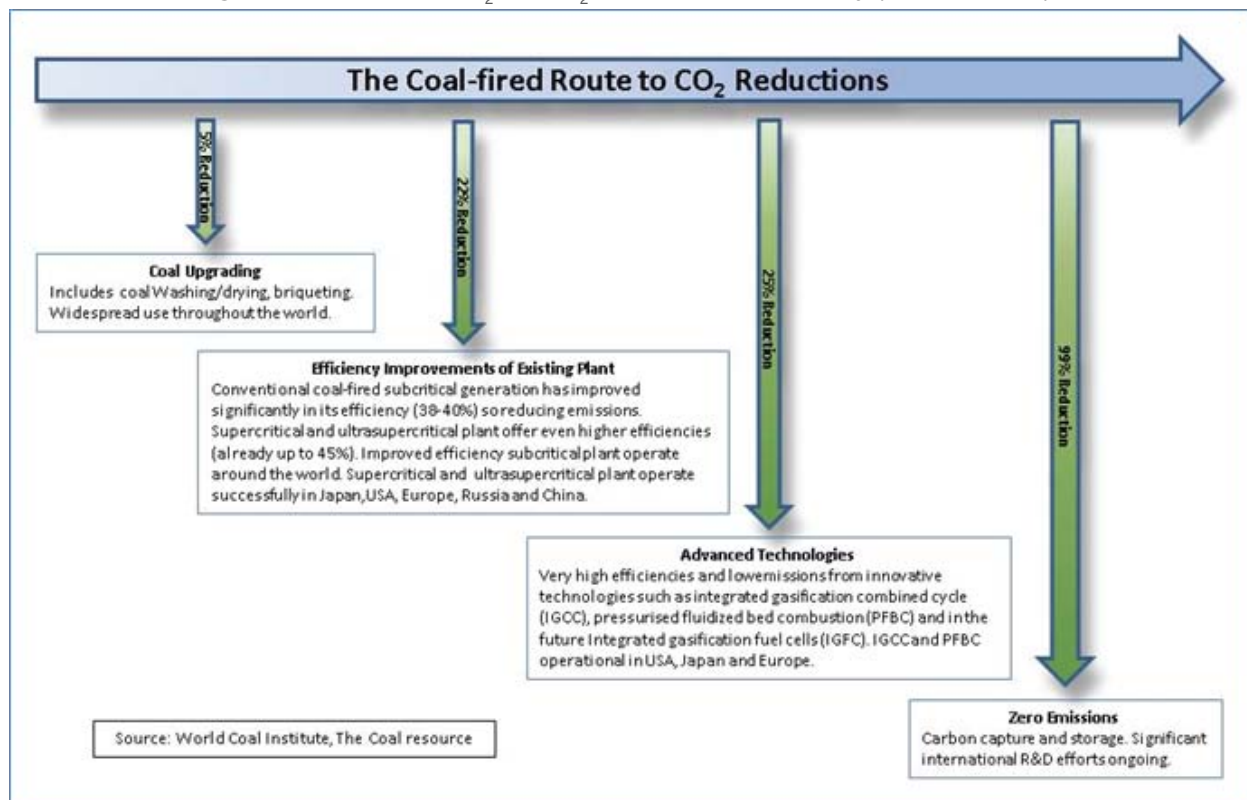 The Coal-fired Route to CO₂ Reductions
5% Reduction
22% Reduction
25% Reduction
99% Reduction
Coal Upgrading
Includes coal Washing/drying, briqueting.
Widespread use throughout the world.
Efficiency Improvements of Existing Plant
Conventional coal-fired subcritical generation has improved
significantly in its efficiency (38-40%) so reducing emissions.
Supercritical and ultrasupercritical plant offer even higher efficiencies
(already up to 45%). Improved efficiency subcritical plant operate
around the world. Supercritical and ultrasupercritical plant operate
successfully in Japan,USA, Europe, Russia and China.
Advanced Technologies
Very high efficiencies and lowemissions from innovative
technologies such as integrated gasification combined cycle
(IGCC), pressurised fluidized bed combustion (PFBC) and in the
future Integrated gasification fuel cells (IGFC). IGCC and PFBC
operational in USA, Japan and Europe.
Zero Emissions
Carbon capture and storage. Significant
international R&D efforts ongoing.
Source: World Coal Institute, The Coal resource